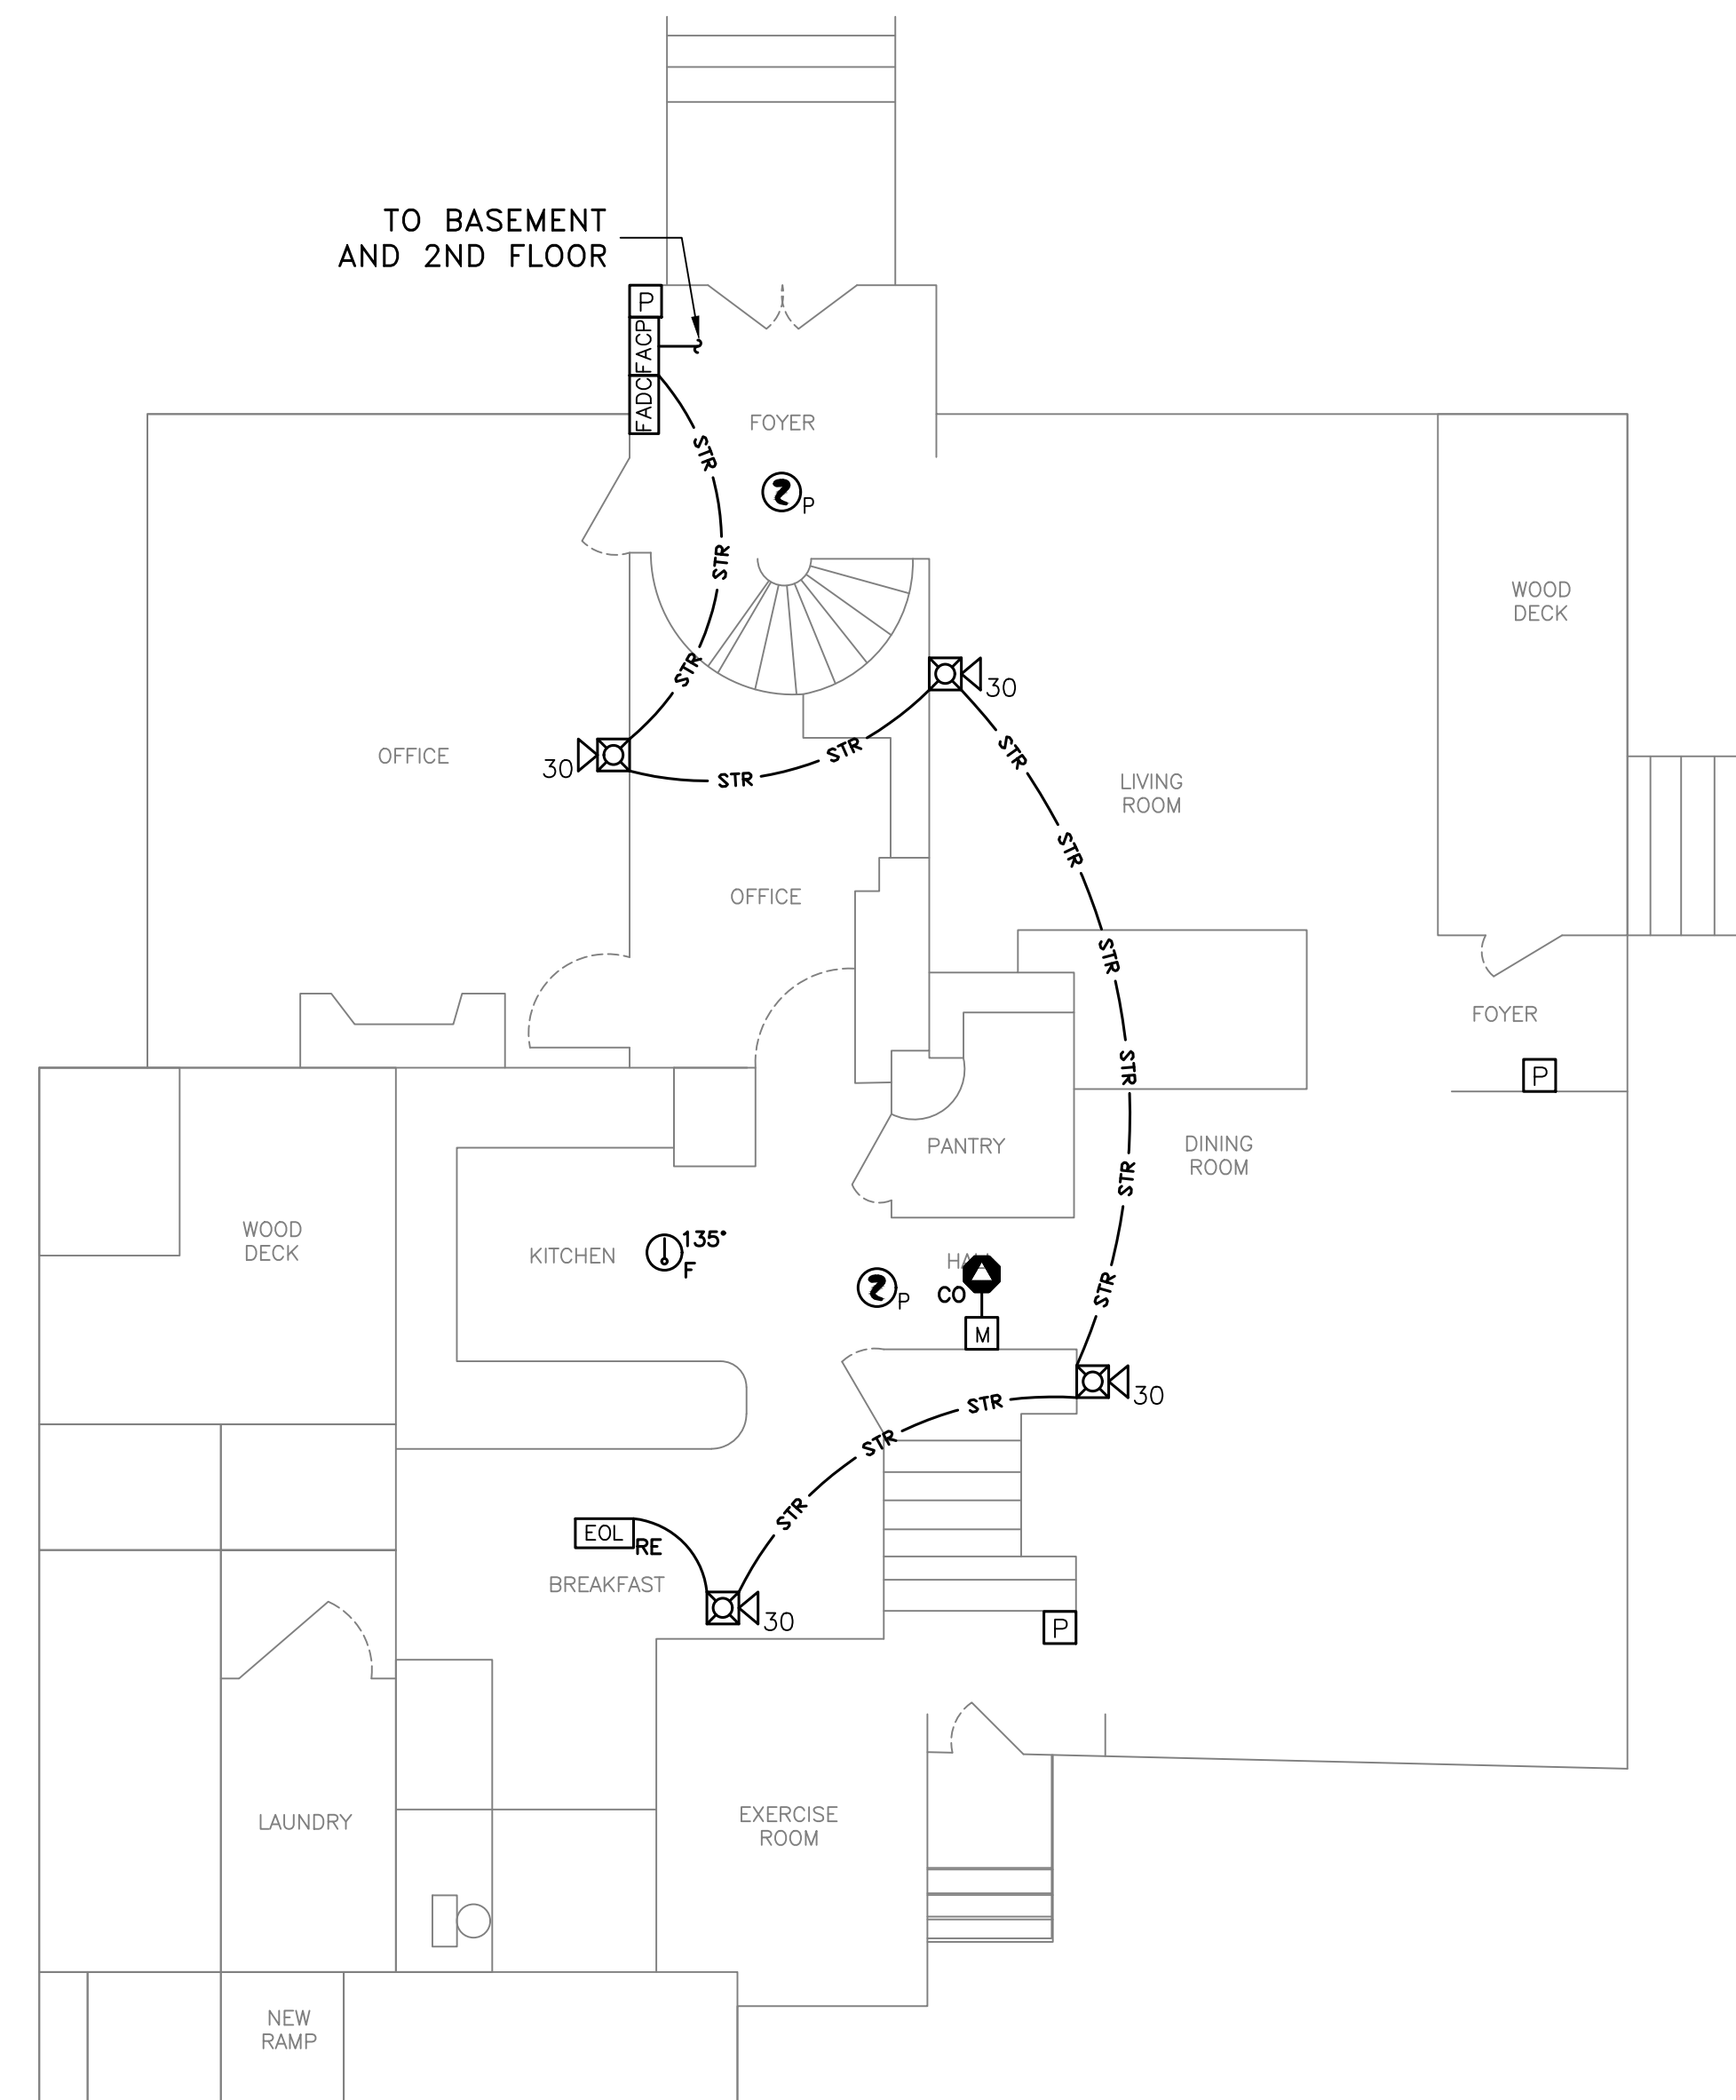 TO BASEMENT
AND 2ND FLOOR
P
FACP
FADC
STR
FOYER
P
STR
WOOD
DECK
STR
30
OFFICE
30
STR
STR
STR
LIVING
ROOM
STR
OFFICE
STR
FOYER
STR
P
PANTRY
DINING
ROOM
STR
WOOD
DECK
KITCHEN
135°
F
HALL
CO
P
STR
M
30
STR
STR
STR
EOL
RE
BREAKFAST
30
P
LAUNDRY
EXERCISE
ROOM
NEW
RAMP